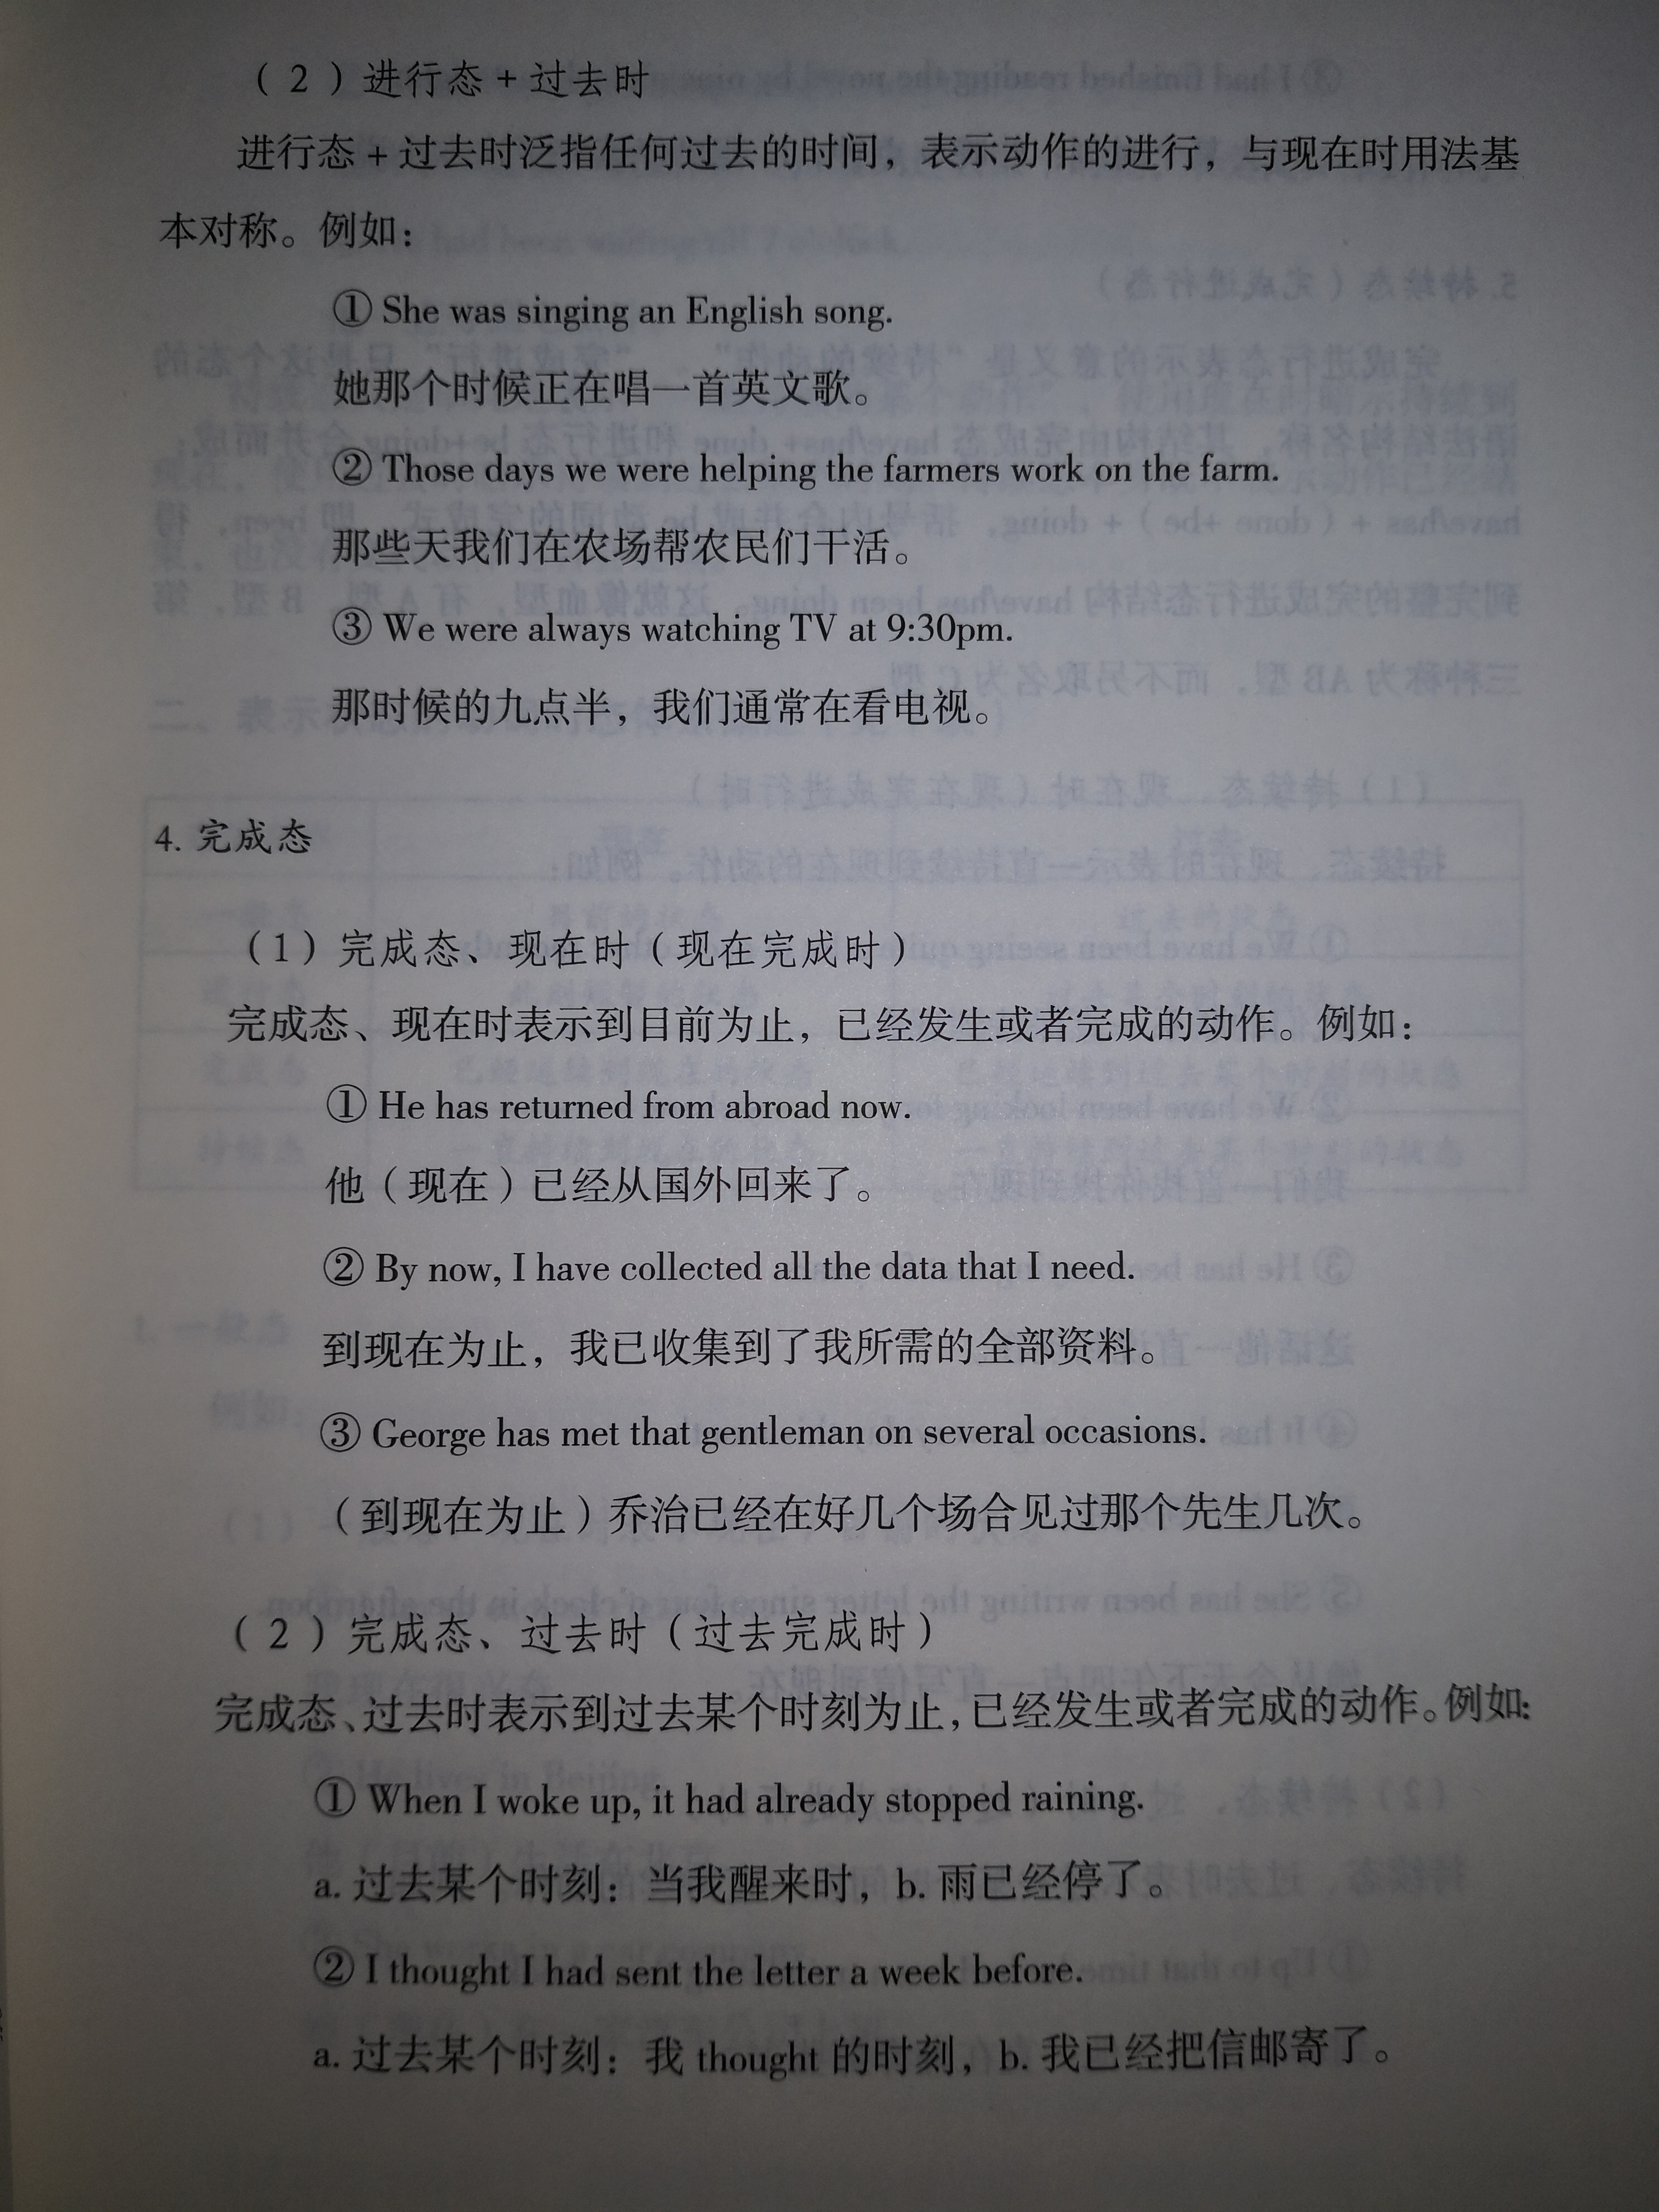 （2）进行态 + 过去时
进行态 + 过去时泛指任何过去的时间，表示动作的进行，与现在时用法基
本对称。例如：
① She was singing an English song.
她那个时候正在唱一首英文歌。
② Those days we were helping the farmers work on the farm.
那些天我们在农场帮农民们干活。
③ We were always watching TV at 9:30pm.
那时候的九点半，我们通常在看电视。
4. 完成态
（1）完成态、现在时（现在完成时）
完成态、现在时表示到目前为止，已经发生或者完成的动作。例如：
① He has returned from abroad now.
他（现在）已经从国外回来了。
② By now, I have collected all the data that I need.
到现在为止，我已收集到了我所需的全部资料。
③ George has met that gentleman on several occasions.
（到现在为止）乔治已经在好几个场合见过那个先生几次。
（2）完成态、过去时（过去完成时）
完成态、过去时表示到过去某个时刻为止，已经发生或者完成的动作。例如：
① When I woke up, it had already stopped raining.
a. 过去某个时刻：当我醒来时，b. 雨已经停了。
② I thought I had sent the letter a week before.
a. 过去某个时刻：我 thought 的时刻，b. 我已经把信邮寄了。